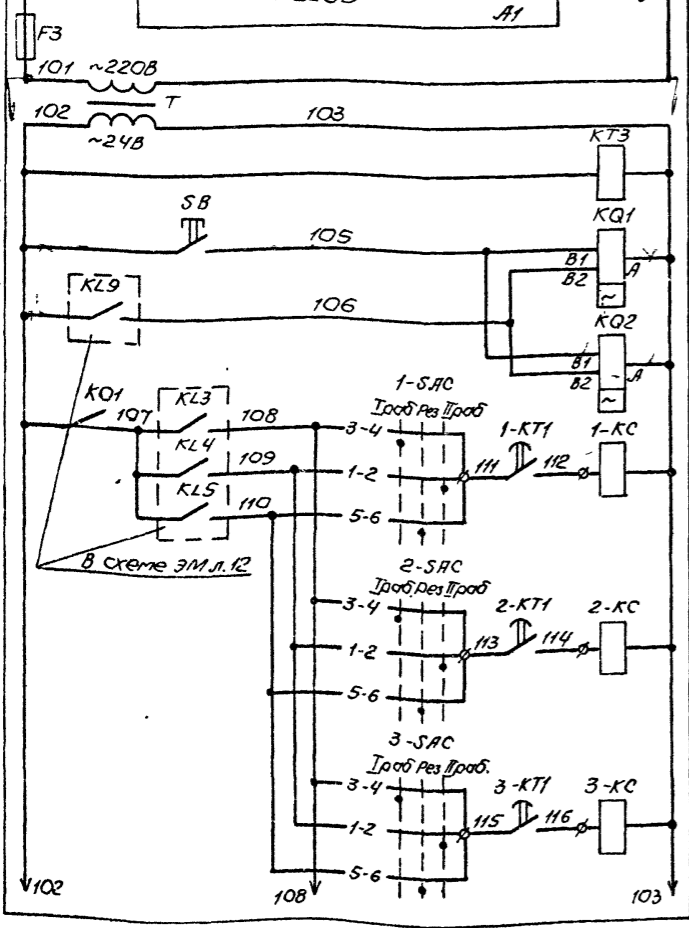 A1
F3
101 ~220В
102 T 103
~24В
KT3
SB KQ1
105
B1 A
B2
KL9
106
KQ2
B1 A
B2
~
~
1-SAC
KQ1 KL3 Iраб Рез IIраб
107 108 3-4 1-KT1 1-KC
KL4
109 1-2 111 112
KL5
110 5-6
В схеме ЭМ л.12
2-SAC
Iраб Рез IIраб
3-4 2-KT1 2-KC
1-2 113 114
5-6
3-SAC
Iраб Рез IIраб.
3-4 3-KT1 3-KC
1-2 115 116
5-6
102 108 103